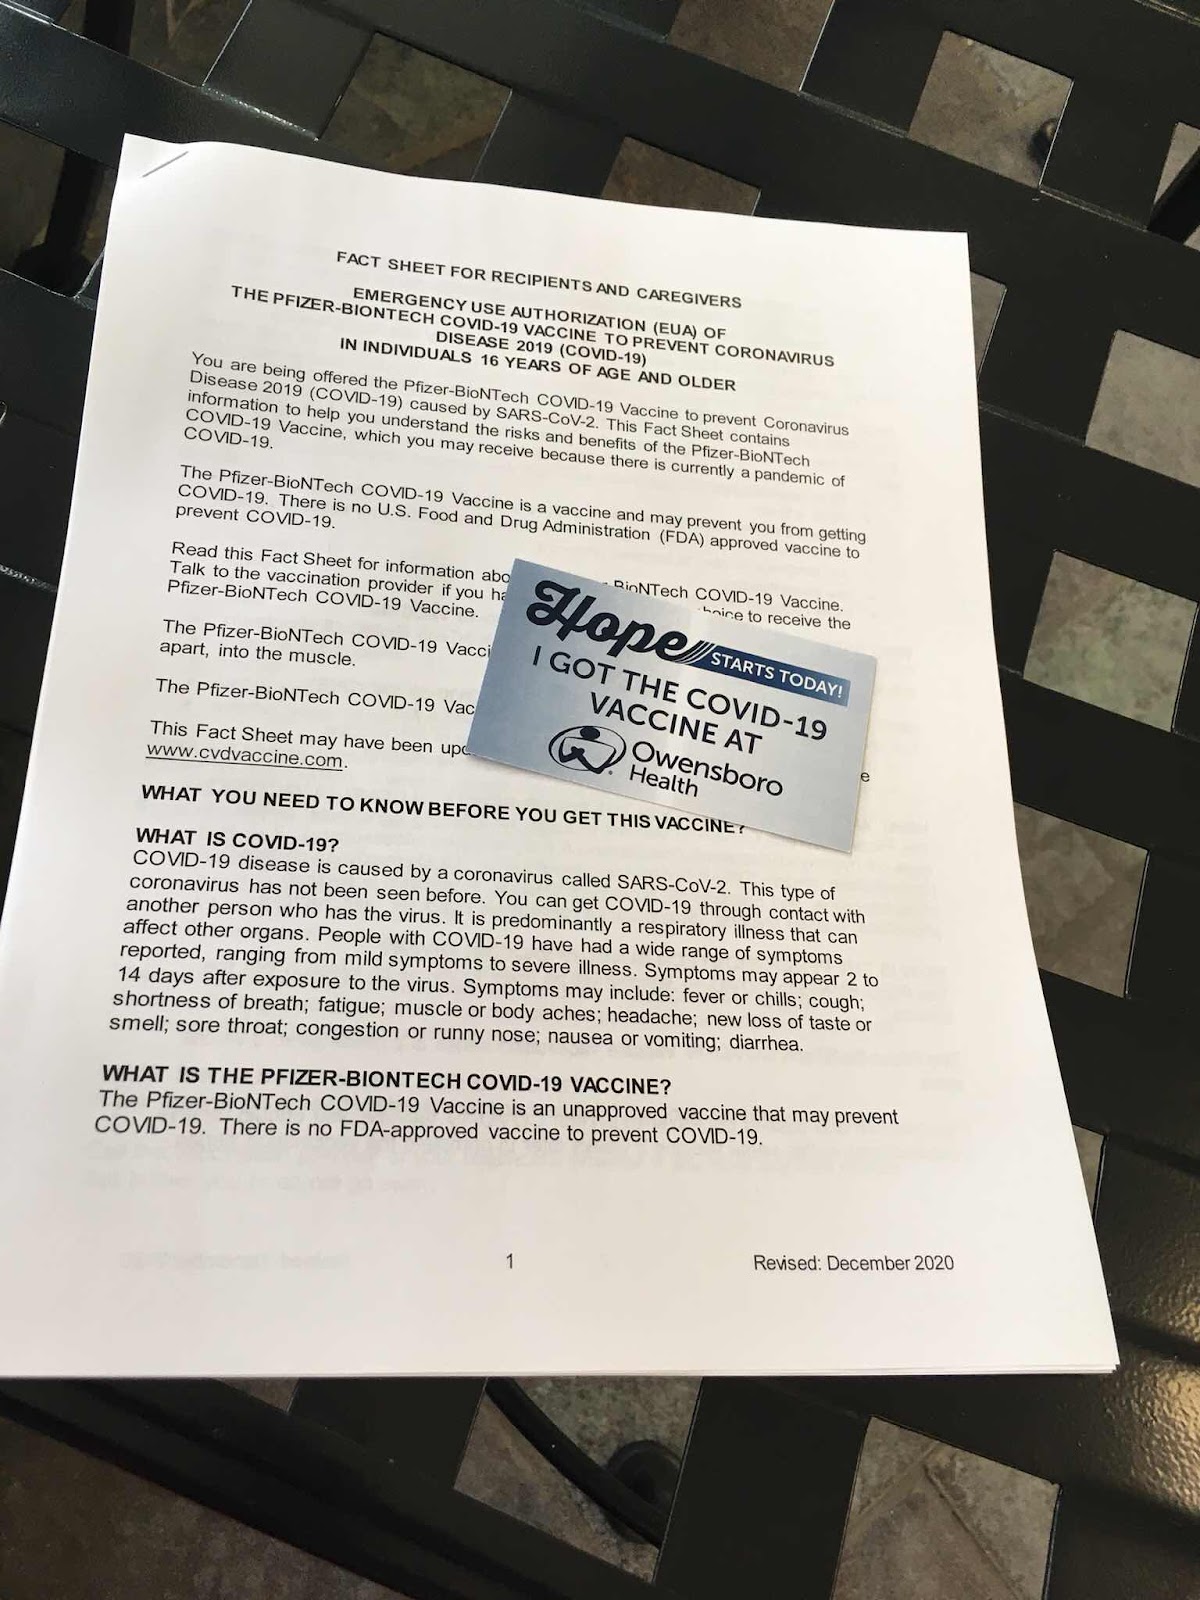 FACT SHEET FOR RECIPIENTS AND CAREGIVERS
EMERGENCY USE AUTHORIZATION (EUA) OF
THE PFIZER-BIONTECH COVID-19 VACCINE TO PREVENT CORONAVIRUS
DISEASE 2019 (COVID-19)
IN INDIVIDUALS 16 YEARS OF AGE AND OLDER
You are being offered the Pfizer-BioNTech COVID-19 Vaccine to prevent Coronavirus
Disease 2019 (COVID-19) caused by SARS-CoV-2. This Fact Sheet contains
information to help you understand the risks and benefits of the Pfizer-BioNTech
COVID-19 Vaccine, which you may receive because there is currently a pandemic of
COVID-19.
The Pfizer-BioNTech COVID-19 Vaccine is a vaccine and may prevent you from getting
COVID-19. There is no U.S. Food and Drug Administration (FDA) approved vaccine to
prevent COVID-19.
Read this Fact Sheet for information BioNTech COVID-19 Vaccine.
Talk to the vaccination provider if you to receive the
Pfizer-BioNTech COVID-19 Vaccine.
The Pfizer-BioNTech COVID-19
apart, into the muscle.
The Pfizer-BioNTech COVID-19
This Fact Sheet may have been
www.cvdvaccine.com.
Hope STARTS TODAY!
I GOT THE COVID-19
VACCINE AT
Owensboro
Health
WHAT YOU NEED TO KNOW BEFORE YOU GET THIS VACCINE?
WHAT IS COVID-19?
COVID-19 disease is caused by a coronavirus called SARS-CoV-2. This type of
coronavirus has not been seen before. You can get COVID-19 through contact with
another person who has the virus. It is predominantly a respiratory illness that can
affect other organs. People with COVID-19 have had a wide range of symptoms
reported, ranging from mild symptoms to severe illness. Symptoms may appear 2 to
14 days after exposure to the virus. Symptoms may include: fever or chills; cough;
shortness of breath; fatigue; muscle or body aches; headache; new loss of taste or
smell; sore throat; congestion or runny nose; nausea or vomiting; diarrhea.
WHAT IS THE PFIZER-BIONTECH COVID-19 VACCINE?
The Pfizer-BioNTech COVID-19 Vaccine is an unapproved vaccine that may prevent
COVID-19. There is no FDA-approved vaccine to prevent COVID-19.
1
Revised: December 2020